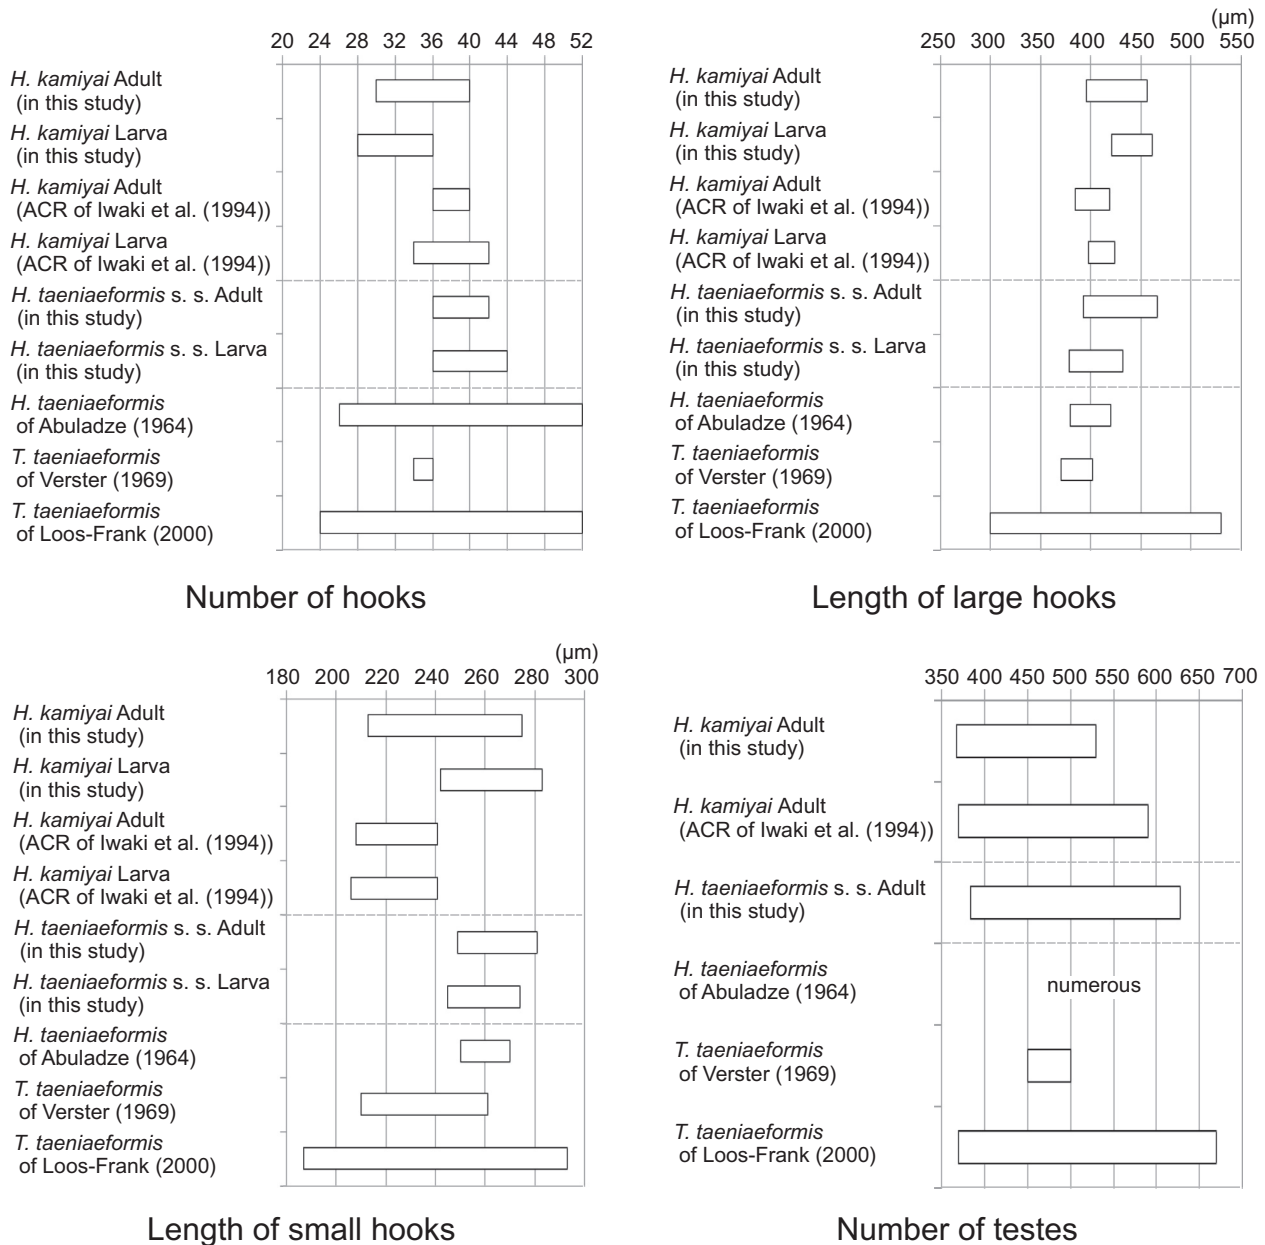 20 24 28 32 36 40 44 48 52
H. kamiyai Adult
(in this study)
H. kamiyai Larva
(in this study)
H. kamiyai Adult
(ACR of Iwaki et al. (1994))
H. kamiyai Larva
(ACR of Iwaki et al. (1994))
H. taeniaeformis s. s. Adult
(in this study)
H. taeniaeformis s. s. Larva
(in this study)
H. taeniaeformis
of Abuladze (1964)
T. taeniaeformis
of Verster (1969)
T. taeniaeformis
of Loos-Frank (2000)
Number of hooks
(μm)
250 300 350 400 450 500 550
H. kamiyai Adult
(in this study)
H. kamiyai Larva
(in this study)
H. kamiyai Adult
(ACR of Iwaki et al. (1994))
H. kamiyai Larva
(ACR of Iwaki et al. (1994))
H. taeniaeformis s. s. Adult
(in this study)
H. taeniaeformis s. s. Larva
(in this study)
H. taeniaeformis
of Abuladze (1964)
T. taeniaeformis
of Verster (1969)
T. taeniaeformis
of Loos-Frank (2000)
Length of large hooks
(μm)
180 200 220 240 260 280 300
H. kamiyai Adult
(in this study)
H. kamiyai Larva
(in this study)
H. kamiyai Adult
(ACR of Iwaki et al. (1994))
H. kamiyai Larva
(ACR of Iwaki et al. (1994))
H. taeniaeformis s. s. Adult
(in this study)
H. taeniaeformis s. s. Larva
(in this study)
H. taeniaeformis
of Abuladze (1964)
T. taeniaeformis
of Verster (1969)
T. taeniaeformis
of Loos-Frank (2000)
Length of small hooks
350 400 450 500 550 600 650 700
H. kamiyai Adult
(in this study)
H. kamiyai Adult
(ACR of Iwaki et al. (1994))
H. taeniaeformis s. s. Adult
(in this study)
H. taeniaeformis
of Abuladze (1964)
numerous
T. taeniaeformis
of Verster (1969)
T. taeniaeformis
of Loos-Frank (2000)
Number of testes